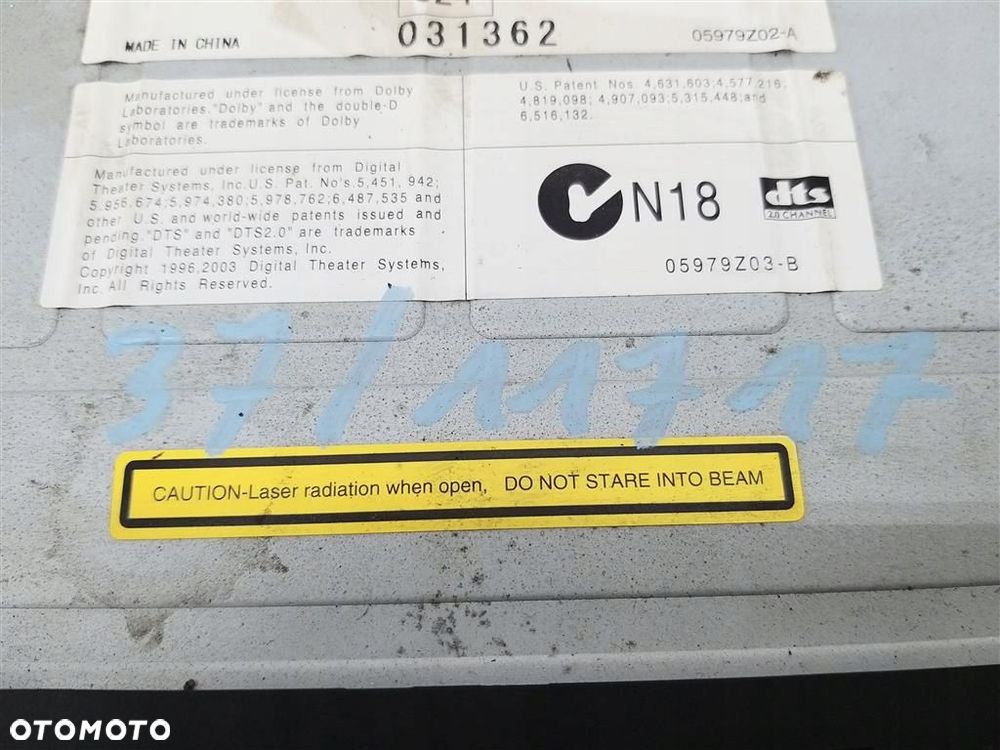 031362
MADE IN CHINA
05979Z02-A
Manufactured under license from Dolby
Laboratories."Dolby" and the double-D
symbol are trademarks of Dolby
Laboratories.
U.S. Patent Nos. 4,631,603;4,577,216;
4,819,098; 4,907,093;5,315,448;and
6,516,132.
Manufactured under license from Digital
Theater Systems, Inc.U.S. Pat. No's.5,451, 942;
5,956,674;5,974,380;5,978,762;6,487,535 and
other U.S. and world-wide patents issued and
pending. "DTS" and "DTS2.0" are trademarks
of Digital Theater Systems, Inc.
Copyright 1996,2003 Digital Theater Systems,
Inc. All Rights Reserved.
N18
dts
2.0 CHANNEL
05979Z03-B
37/11717
CAUTION-Laser radiation when open, DO NOT STARE INTO BEAM
OTOMOTO